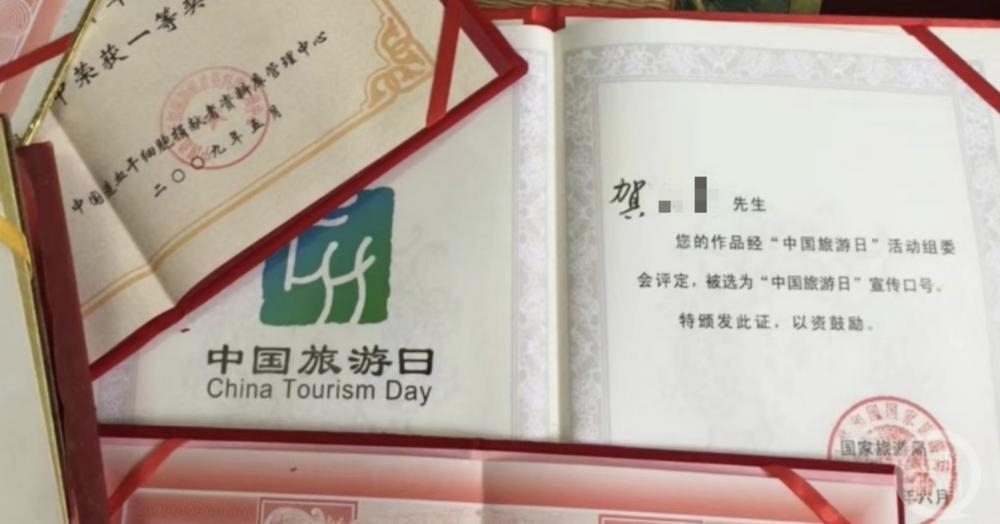 中荣获一等奖
中国造血干细胞捐献者资料库管理中心
二〇〇九年五月
中国旅游日
China Tourism Day
贺 先生
您的作品经“中国旅游日”活动组委
会评定，被选为“中国旅游日”宣传口号。
特颁发此证，以资鼓励。
国家旅游局
年六月